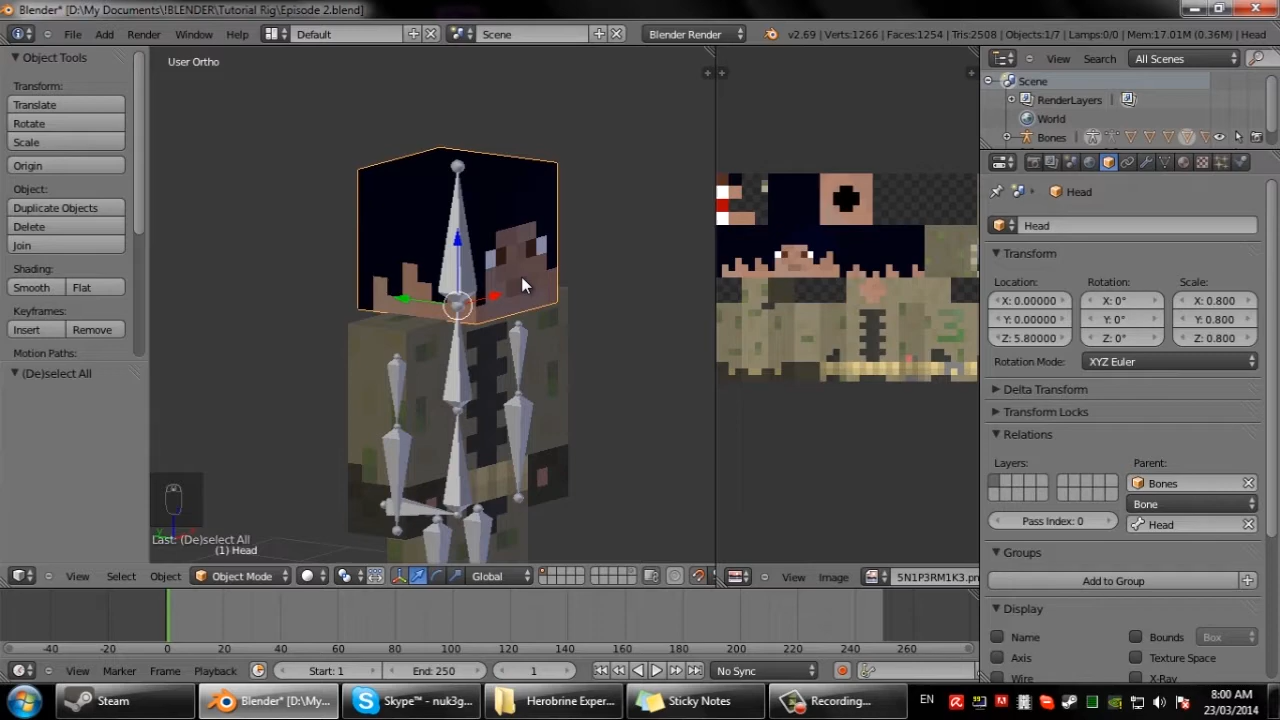 Blender* [D:\My Documents\!BLENDER\Tutorial Rig\Episode 2.blend]
File Add Render Window Help Default Scene Blender Render v2.69 | Verts:1266 | Faces:1254 | Tris:2508 | Objects:1/7 | Lamps:0/0 | Mem:17.01M (0.36M) | Head
Object Tools
Transform:
Translate
Rotate
Scale
Origin
Object:
Duplicate Objects
Delete
Join
Shading:
Smooth Flat
Keyframes:
Insert Remove
Motion Paths:
(De)select All
User Ortho
Last: (De)select All
(1) Head
View Select Object Object Mode Global
View Image 5N1P3RM1K3.pn
View Search All Scenes
Scene
RenderLayers
World
Bones
Head
Head
Transform
Location: Rotation: Scale:
X: 0.00000 X: 0° X: 0.800
Y: 0.00000 Y: 0° Y: 0.800
Z: 5.80000 Z: 0° Z: 0.800
Rotation Mode: XYZ Euler
Delta Transform
Transform Locks
Relations
Layers: Parent:
Bones
Bone
Pass Index: 0 Head
Groups
Add to Group
Display
Name Bounds Box
Axis Texture Space
Wire X-Ray
-40 -20 0 20 40 60 80 100 120 140 160 180 200 220 240 260
View Marker Frame Playback Start: 1 End: 250 1 No Sync
Steam Blender* [D:\My... Skype™ - nuk3g... Herobrine Exper... Sticky Notes Recording... EN 8:00 AM
23/03/2014